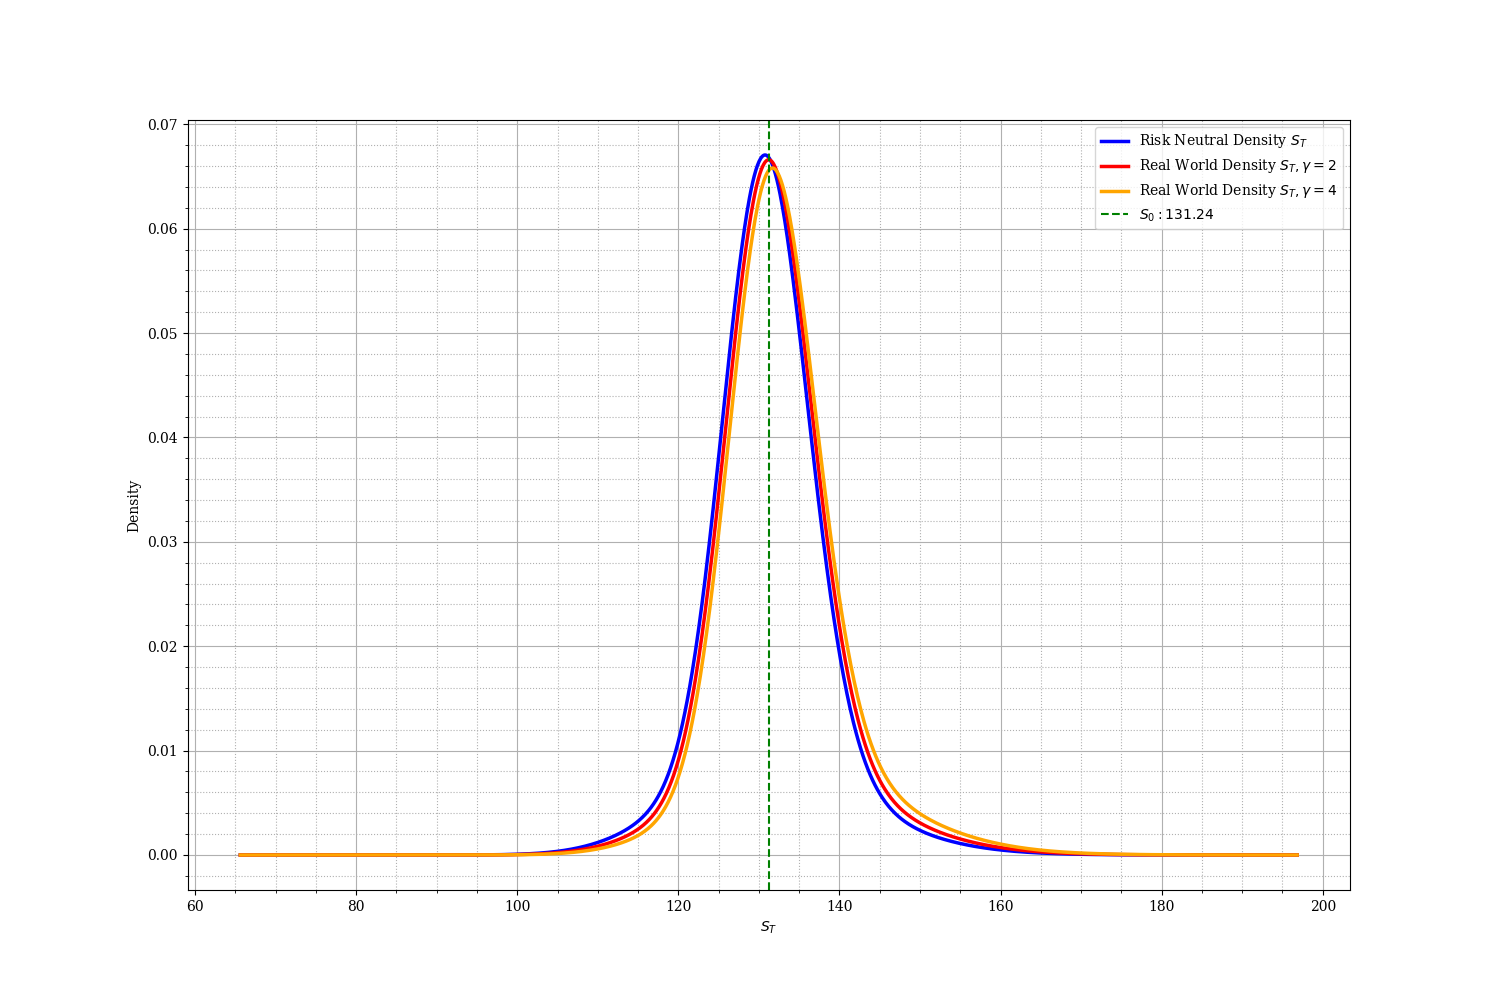 0.07
0.06
0.05
0.04
0.03
0.02
0.01
0.00
Density
60 80 100 120 140 160 180 200
S_T
Risk Neutral Density S_T
Real World Density S_T, γ = 2
Real World Density S_T, γ = 4
S_0 : 131.24